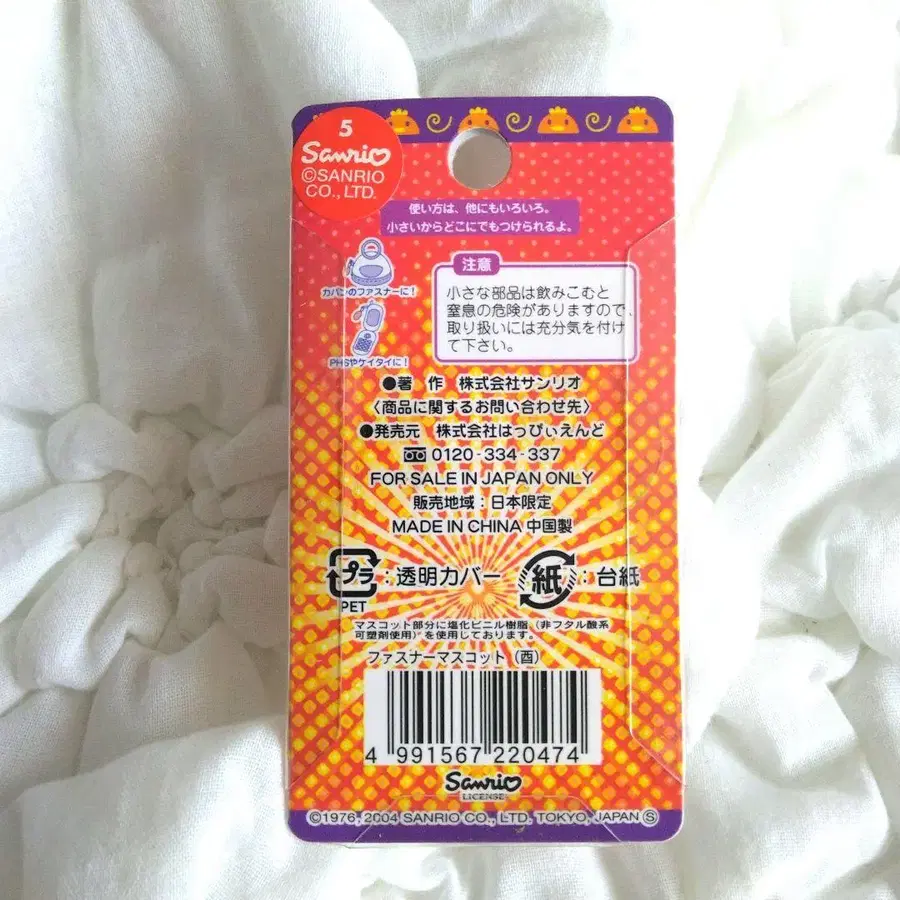 5
Sanrio
©SANRIO
CO., LTD.
使い方は、他にもいろいろ。
小さいからどこにでもつけられるよ。
カバンのファスナーに!
PHSやケイタイに!
注意
小さな部品は飲みこむと
窒息の危険がありますので、
取り扱いには充分気を付け
て下さい。
●著 作 株式会社サンリオ
〈商品に関するお問い合わせ先〉
●発売元 株式会社はっぴぃえんど
0120-334-337
FOR SALE IN JAPAN ONLY
販売地域:日本限定
MADE IN CHINA 中国製
プラ:透明カバー
PET
紙:台紙
マスコット部分に塩化ビニル樹脂(非フタル酸系
可塑剤使用)を使用しております。
ファスナーマスコット(酉)
4 991567 220474
Sanrio
LICENSE
©1976, 2004 SANRIO CO., LTD. TOKYO, JAPAN Ⓢ